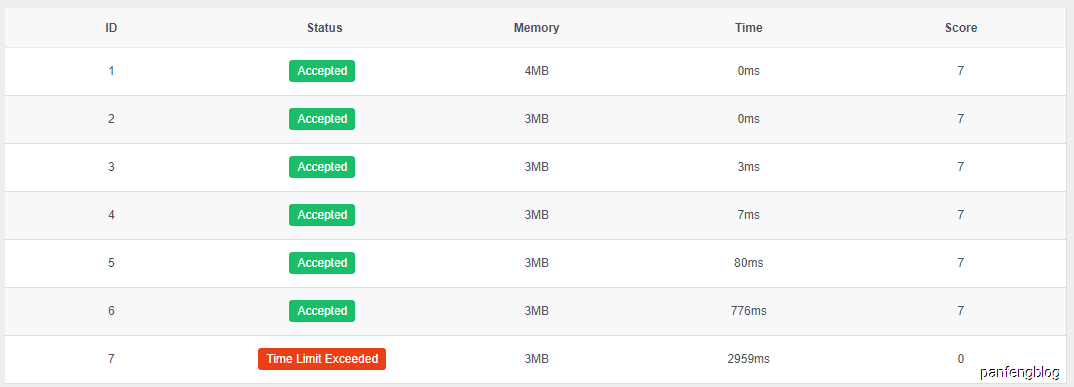 ID Status Memory Time Score
1 Accepted 4MB 0ms 7
2 Accepted 3MB 0ms 7
3 Accepted 3MB 3ms 7
4 Accepted 3MB 7ms 7
5 Accepted 3MB 80ms 7
6 Accepted 3MB 776ms 7
7 Time Limit Exceeded 3MB 2959ms 0
panfengblog